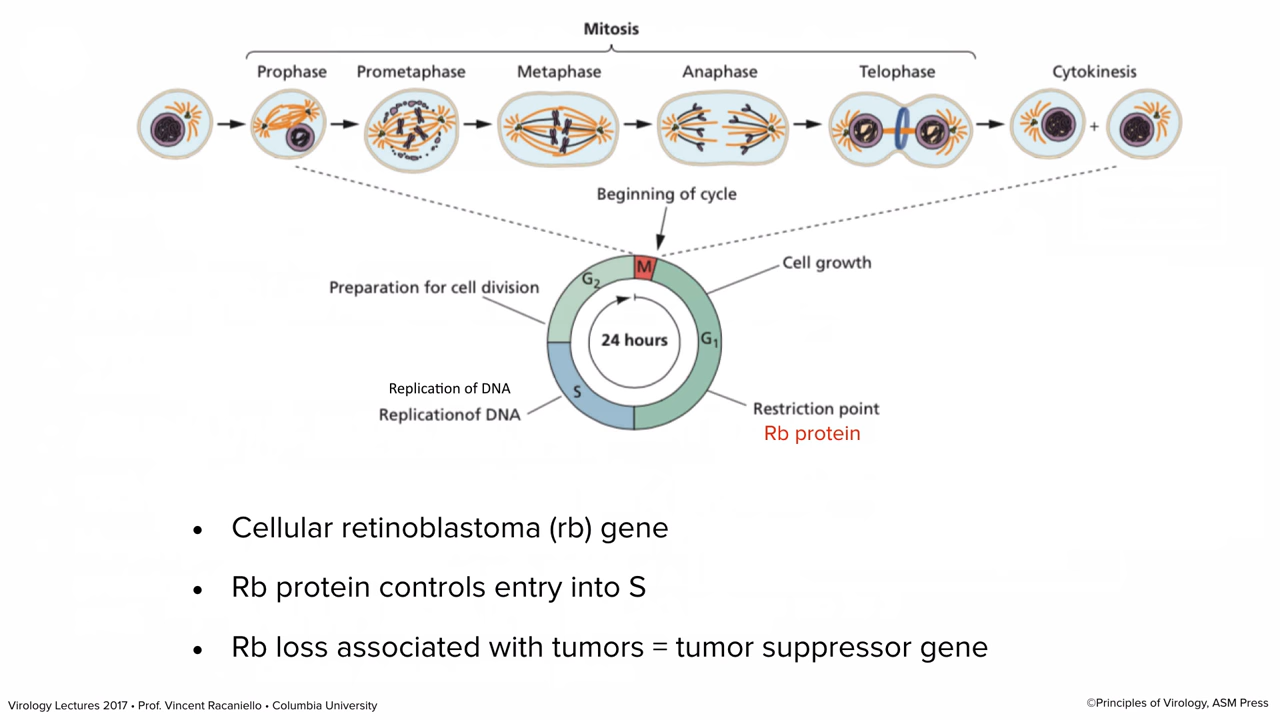 Mitosis
Prophase
Prometaphase
Metaphase
Anaphase
Telophase
Cytokinesis
+
Beginning of cycle
M
Cell growth
G2
Preparation for cell division
24 hours
G1
Replication of DNA
S
Replicationof DNA
Restriction point
Rb protein
• Cellular retinoblastoma (rb) gene
• Rb protein controls entry into S
• Rb loss associated with tumors = tumor suppressor gene
Virology Lectures 2017 • Prof. Vincent Racaniello • Columbia University
©Principles of Virology, ASM Press